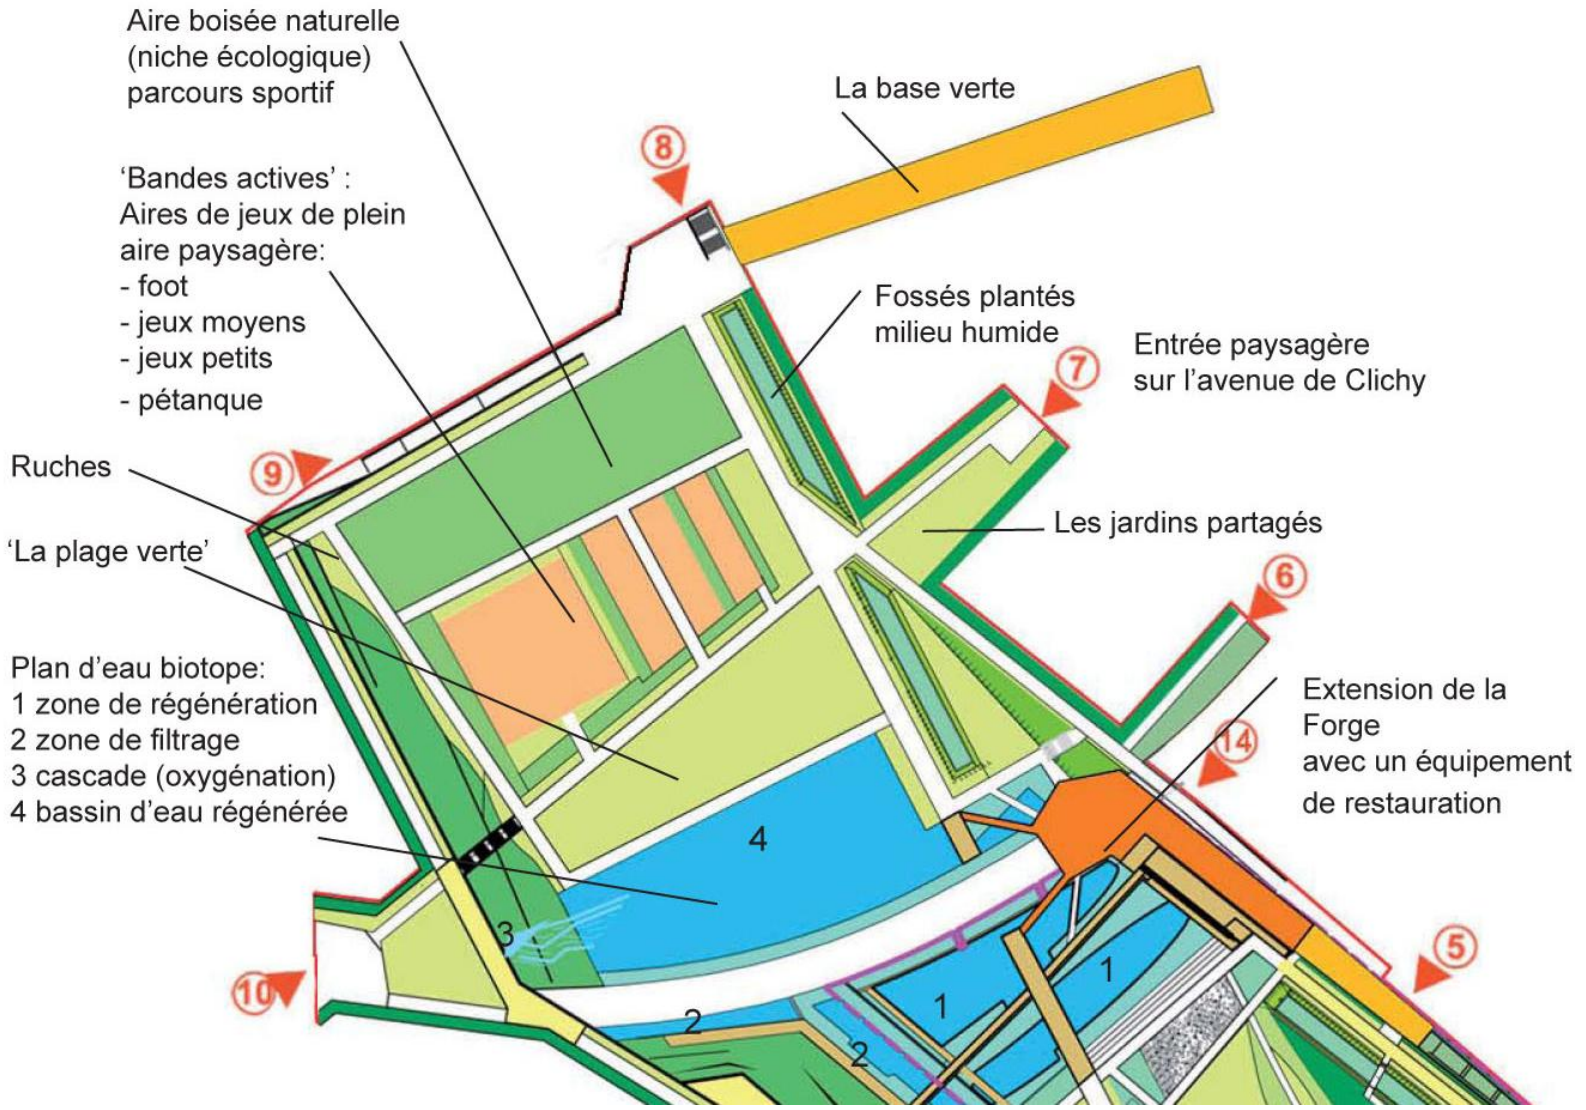 Aire boisée naturelle
(niche écologique)
parcours sportif
La base verte
8
‘Bandes actives’ :
Aires de jeux de plein
aire paysagère:
- foot
- jeux moyens
- jeux petits
- pétanque
Fossés plantés
milieu humide
7
Entrée paysagère
sur l’avenue de Clichy
Ruches
9
‘La plage verte’
Les jardins partagés
6
Plan d’eau biotope:
1 zone de régénération
2 zone de filtrage
3 cascade (oxygénation)
4 bassin d’eau régénérée
Extension de la
Forge
avec un équipement
de restauration
14
4
3
5
10
1
1
2
2